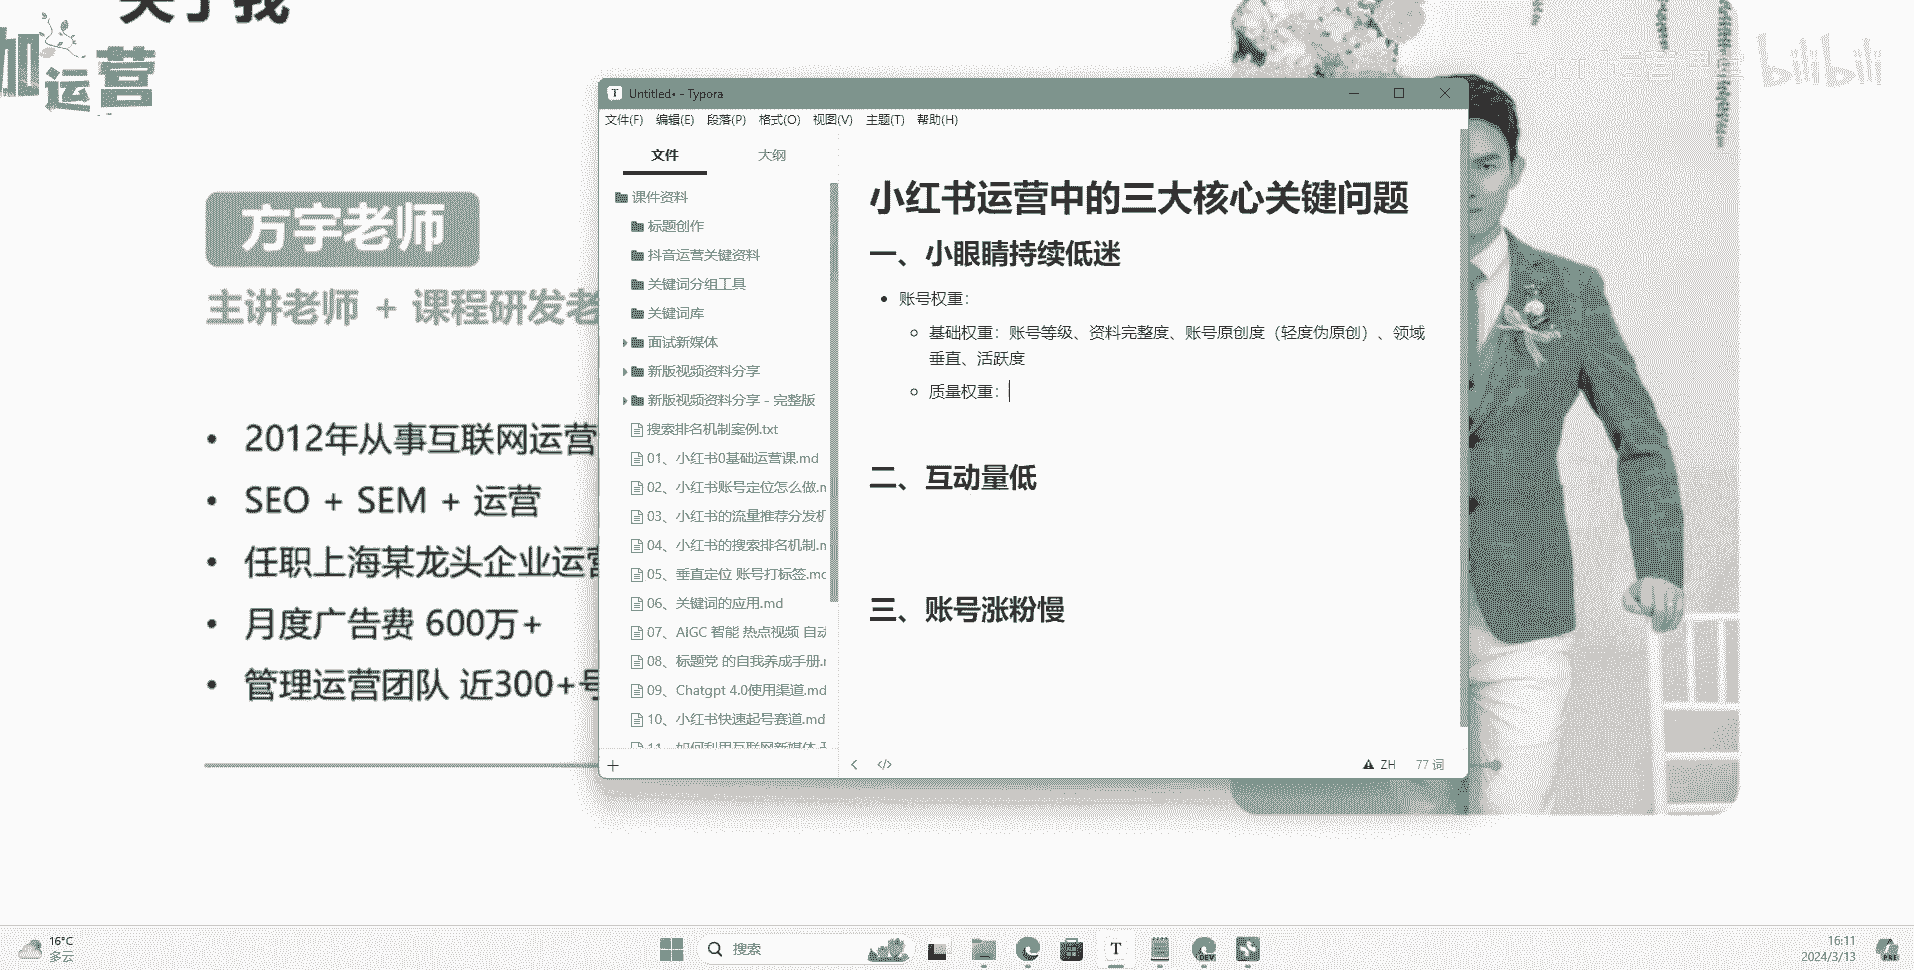 关于我
加运营
bilibili
方宇老师
主讲老师 + 课程研发老
• 2012年从事互联网运营
• SEO + SEM + 运营
• 任职上海某龙头企业运营
• 月度广告费 600万+
• 管理运营团队 近300+号
Untitled• - Typora
文件(F) 编辑(E) 段落(P) 格式(O) 视图(V) 主题(T) 帮助(H)
文件 大纲
课件资料
标题创作
抖音运营关键资料
关键词分组工具
关键词库
面试新媒体
新版视频资料分享
新版视频资料分享 - 完整版
搜索排名机制案例.txt
01、小红书0基础运营课.md
02、小红书账号定位怎么做.m
03、小红书的流量推荐分发机
04、小红书的搜索排名机制.m
05、垂直定位 账号打标签.mc
06、关键词的应用.md
07、AIGC 智能 热点视频 自动
08、标题党 的自我养成手册.r
09、Chatgpt 4.0使用渠道.md
10、小红书快速起号赛道.md
11、如何利用互联网新媒体
小红书运营中的三大核心关键问题
一、小眼睛持续低迷
• 账号权重：
基础权重：账号等级、资料完整度、账号原创度（轻度伪原创）、领域
垂直、活跃度
质量权重：
二、互动量低
三、账号涨粉慢
ZH 77 词
16°C
多云
搜索
DEV
16:11
2024/3/13
PRE